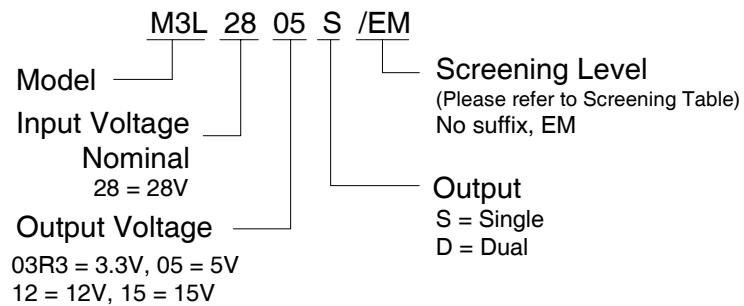 M3L 28 05 S /EM
Model
Input Voltage
Nominal
28 = 28V
Output Voltage
03R3 = 3.3V, 05 = 5V
12 = 12V, 15 = 15V
Screening Level
(Please refer to Screening Table)
No suffix, EM
Output
S = Single
D = Dual